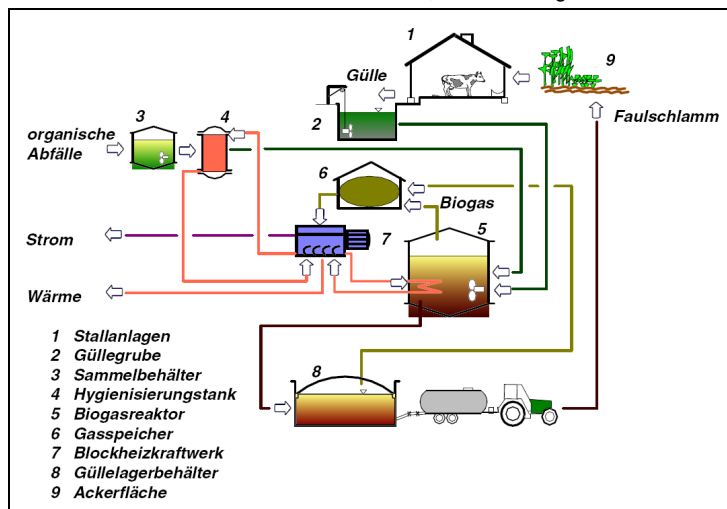 1
9
Gülle
Faulschlamm
2
3
4
organische
Abfälle
6
Biogas
5
Strom
7
Wärme
1 Stallanlagen
2 Güllegrube
3 Sammelbehälter
4 Hygienisierungstank
5 Biogasreaktor
6 Gasspeicher
7 Blockheizkraftwerk
8 Güllelagerbehälter
9 Ackerfläche
8